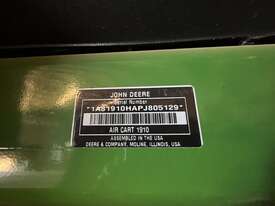 JOHN DEERE
Serial Number
*1A81910HAPJ805129*
AIR CART 1910
ASSEMBLED IN THE USA
DEERE & COMPANY, MOLINE, ILLINOIS, USA